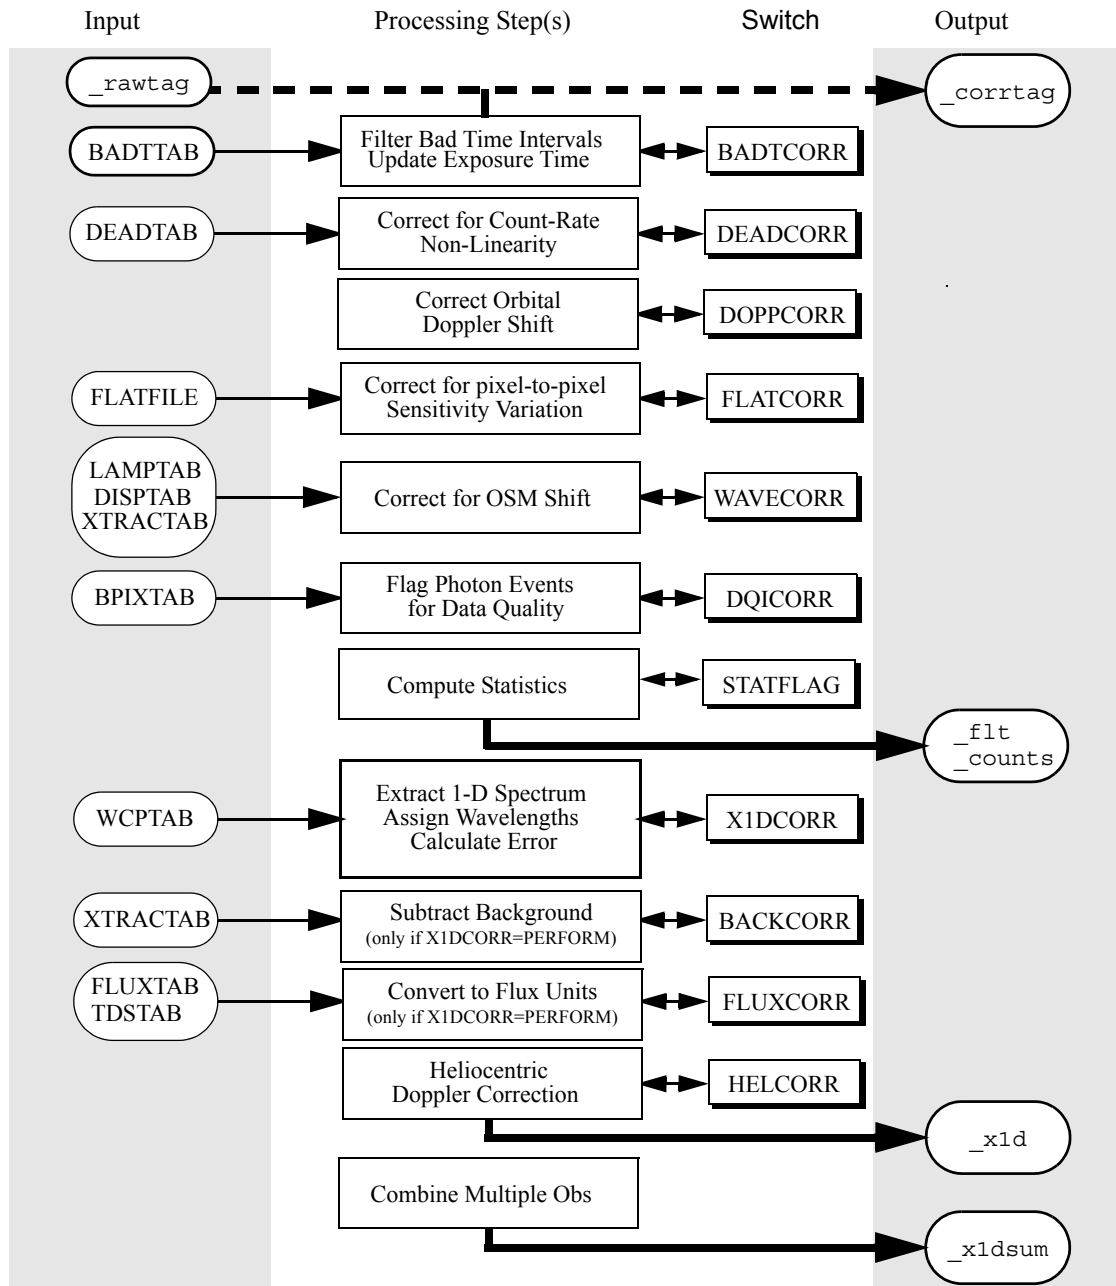 Input Processing Step(s) Switch Output
_rawtag
_corrtag
BADTTAB
Filter Bad Time Intervals
Update Exposure Time
BADTCORR
DEADTAB
Correct for Count-Rate
Non-Linearity
DEADCORR
Correct Orbital
Doppler Shift
DOPPCORR
FLATFILE
Correct for pixel-to-pixel
Sensitivity Variation
FLATCORR
LAMPTAB
DISPTAB
XTRACTAB
Correct for OSM Shift
WAVECORR
BPIXTAB
Flag Photon Events
for Data Quality
DQICORR
Compute Statistics
STATFLAG
_flt
_counts
WCPTAB
Extract 1-D Spectrum
Assign Wavelengths
Calculate Error
X1DCORR
XTRACTAB
Subtract Background
(only if X1DCORR=PERFORM)
BACKCORR
FLUXTAB
TDSTAB
Convert to Flux Units
(only if X1DCORR=PERFORM)
FLUXCORR
Heliocentric
Doppler Correction
HELCORR
_x1d
Combine Multiple Obs
_x1dsum